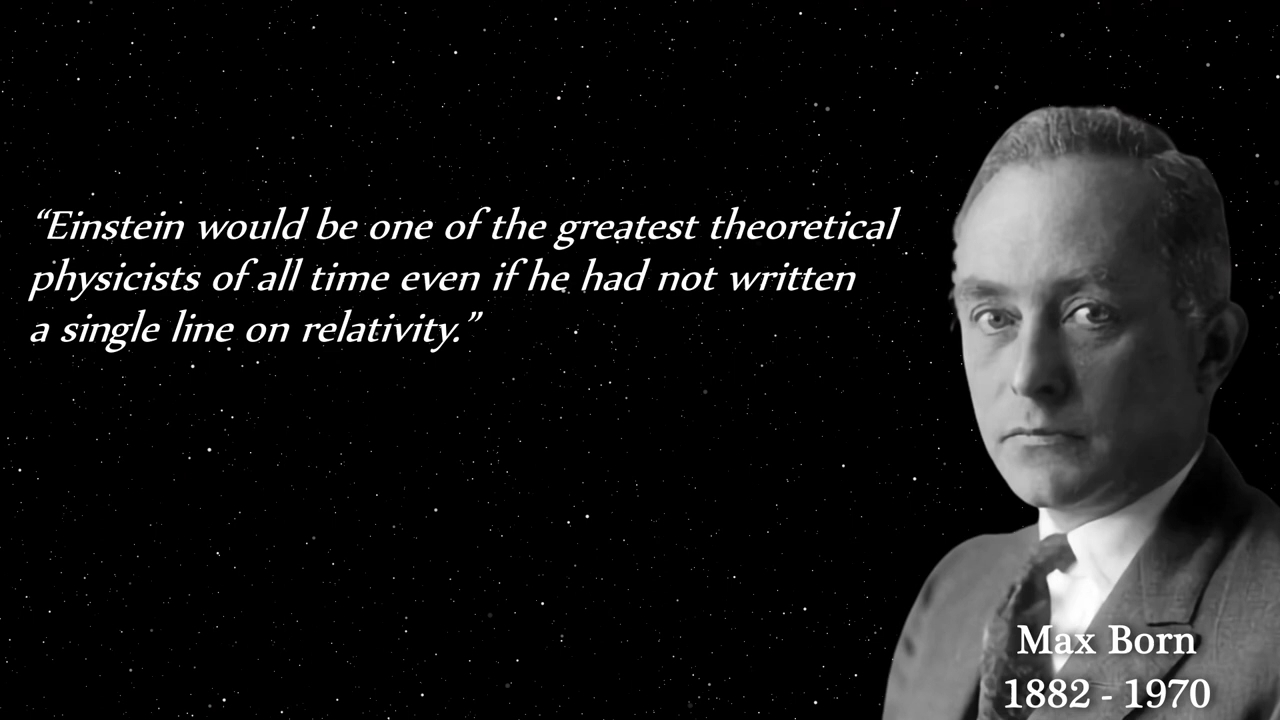 “Einstein would be one of the greatest theoretical
physicists of all time even if he had not written
a single line on relativity.”
Max Born
1882 - 1970